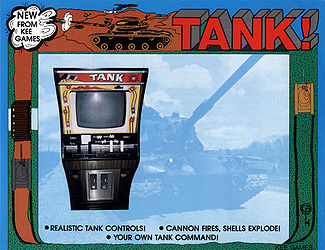 NEW
FROM
KEE
GAMES
TANK!
TANK
• REALISTIC TANK CONTROLS! • CANNON FIRES, SHELLS EXPLODE!
• YOUR OWN TANK COMMAND!